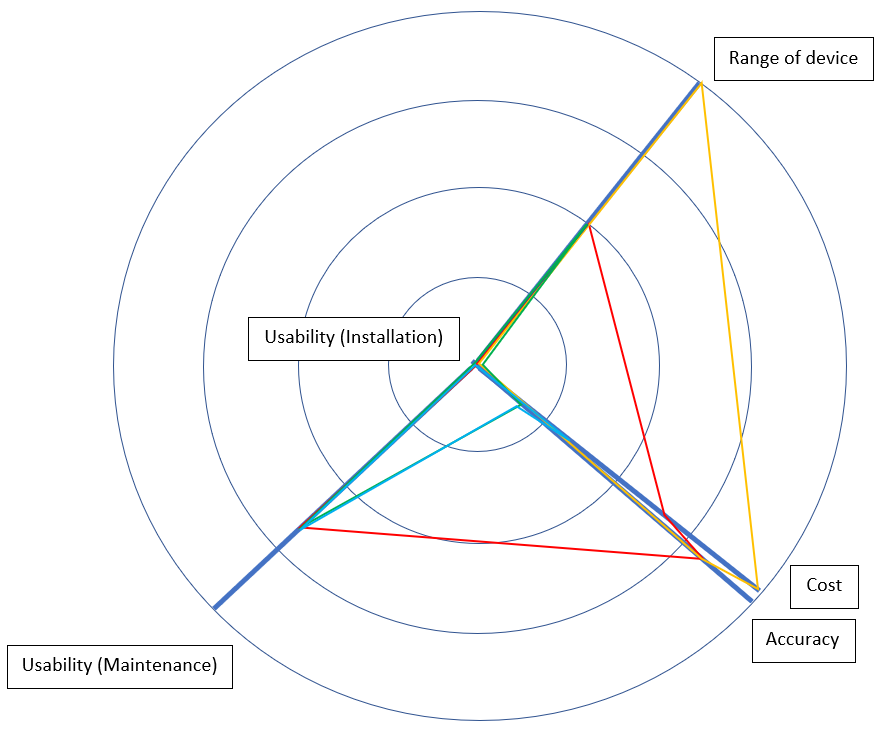 Range of device
Usability (Installation)
Cost
Accuracy
Usability (Maintenance)